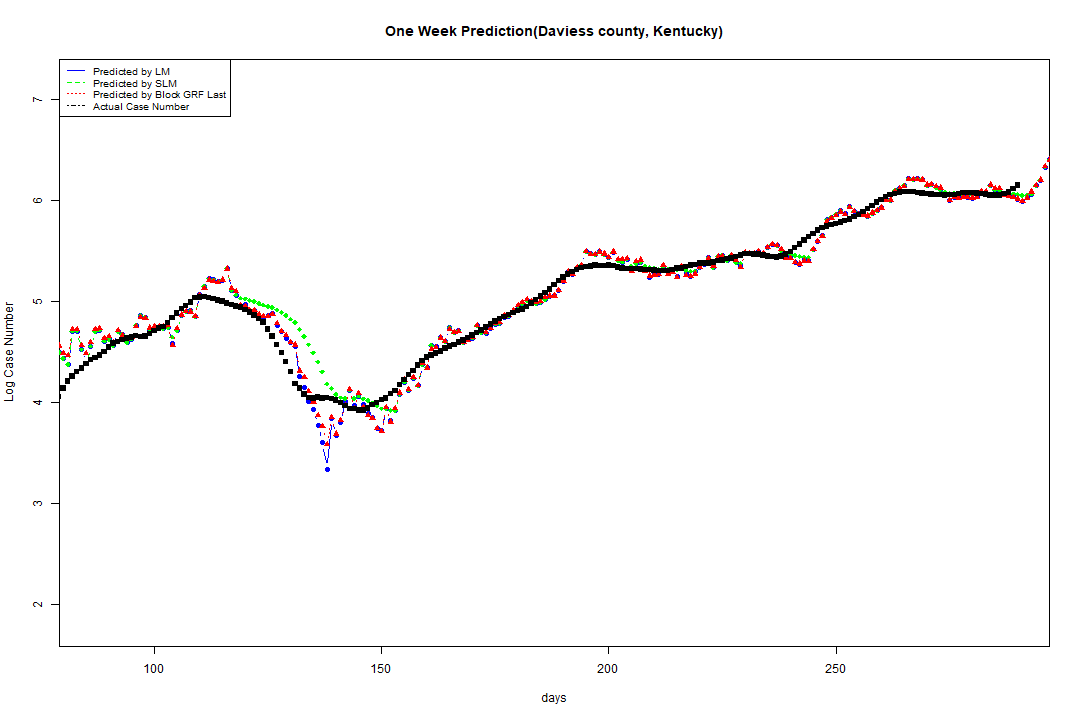 One Week Prediction(Daviess county, Kentucky)
Predicted by LM
Predicted by SLM
Predicted by Block GRF Last
Actual Case Number
7
6
5
4
3
2
Log Case Number
100 150 200 250
days